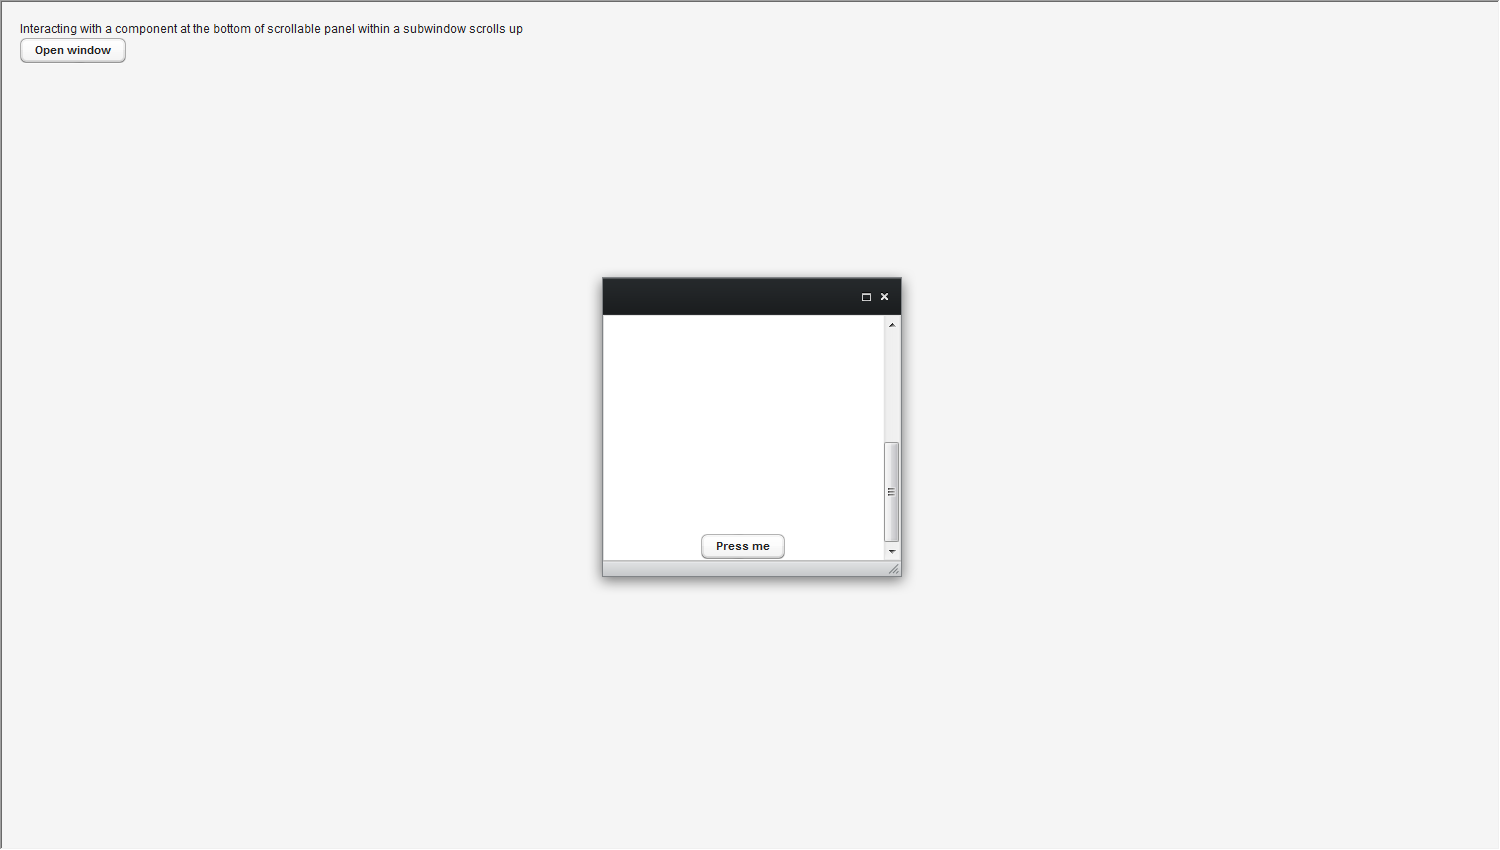 Interacting with a component at the bottom of scrollable panel within a subwindow scrolls up
Open window
Press me